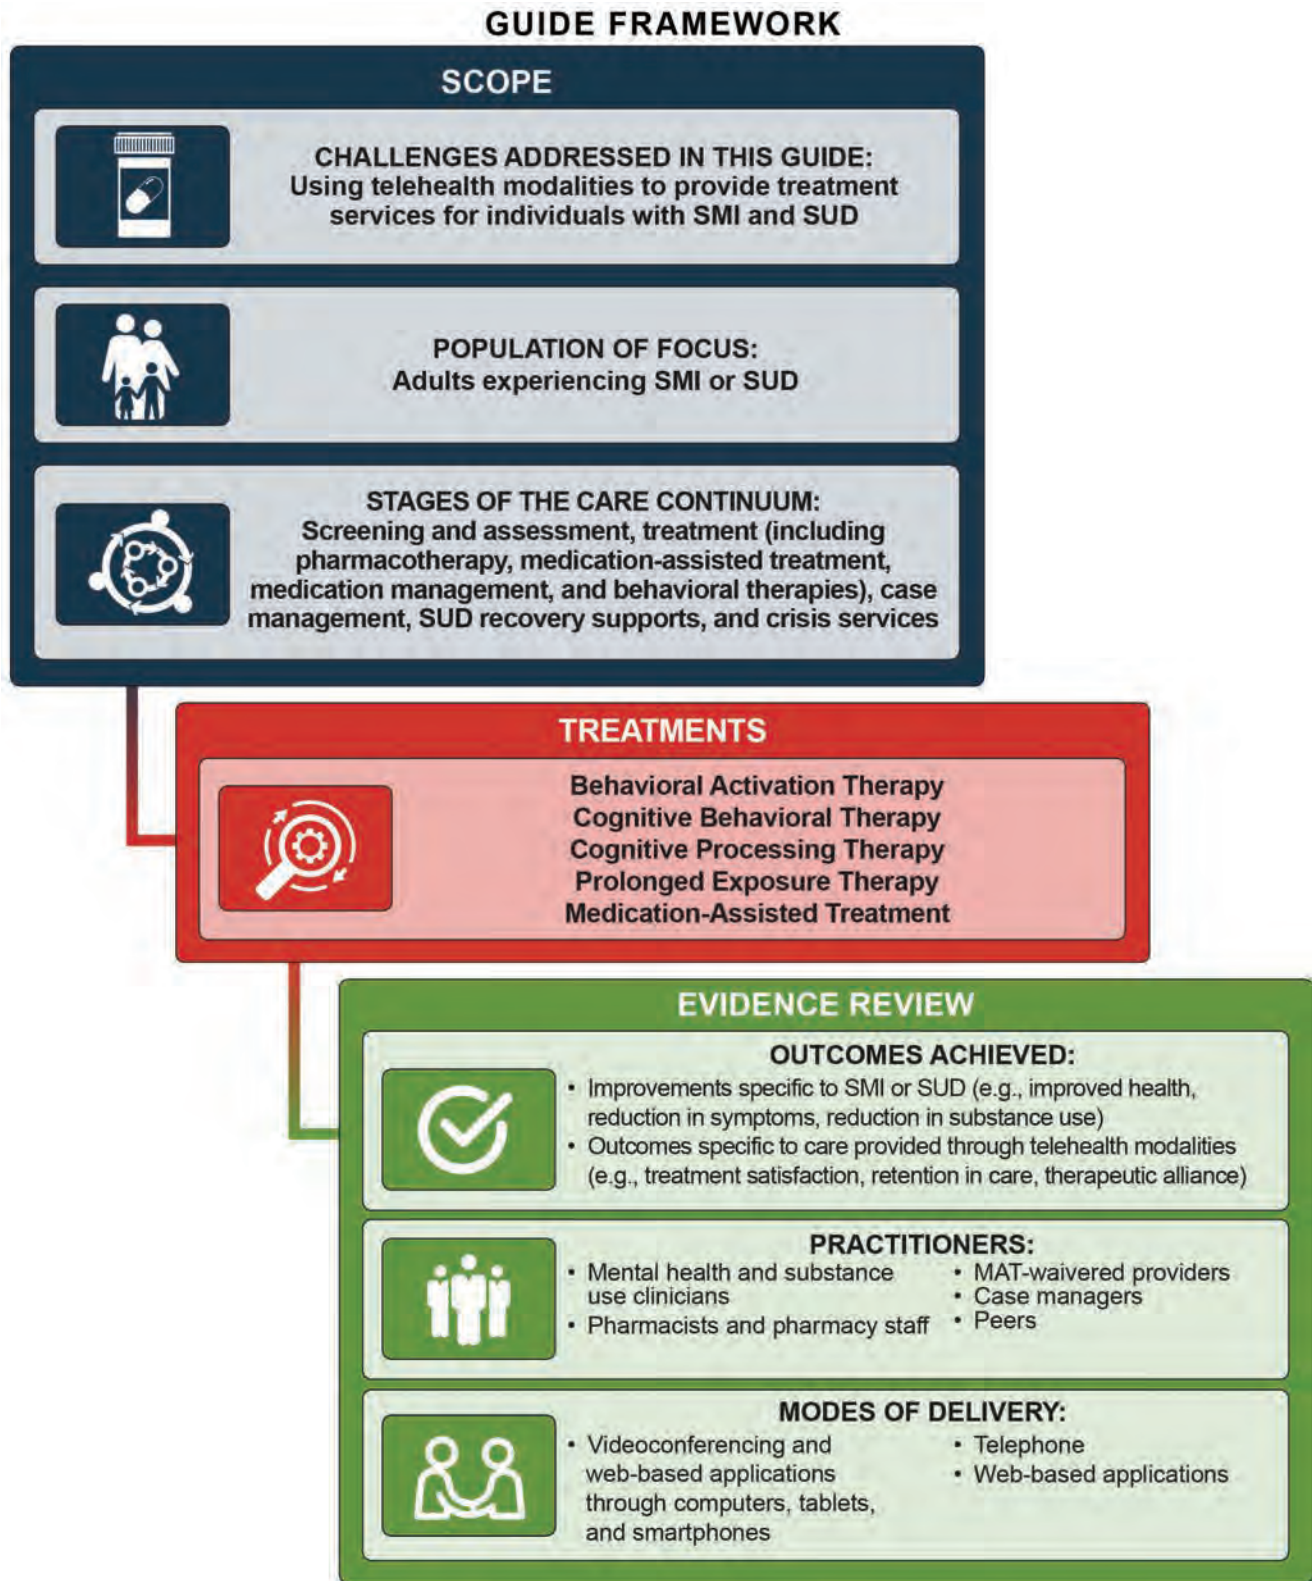 GUIDE FRAMEWORK
SCOPE
CHALLENGES ADDRESSED IN THIS GUIDE:
Using telehealth modalities to provide treatment
services for individuals with SMI and SUD
POPULATION OF FOCUS:
Adults experiencing SMI or SUD
STAGES OF THE CARE CONTINUUM:
Screening and assessment, treatment (including
pharmacotherapy, medication-assisted treatment,
medication management, and behavioral therapies), case
management, SUD recovery supports, and crisis services
TREATMENTS
Behavioral Activation Therapy
Cognitive Behavioral Therapy
Cognitive Processing Therapy
Prolonged Exposure Therapy
Medication-Assisted Treatment
EVIDENCE REVIEW
OUTCOMES ACHIEVED:
• Improvements specific to SMI or SUD (e.g., improved health,
reduction in symptoms, reduction in substance use)
• Outcomes specific to care provided through telehealth modalities
(e.g., treatment satisfaction, retention in care, therapeutic alliance)
PRACTITIONERS:
• Mental health and substance
use clinicians
• Pharmacists and pharmacy staff
• MAT-waivered providers
• Case managers
• Peers
MODES OF DELIVERY:
• Videoconferencing and
web-based applications
through computers, tablets,
and smartphones
• Telephone
• Web-based applications